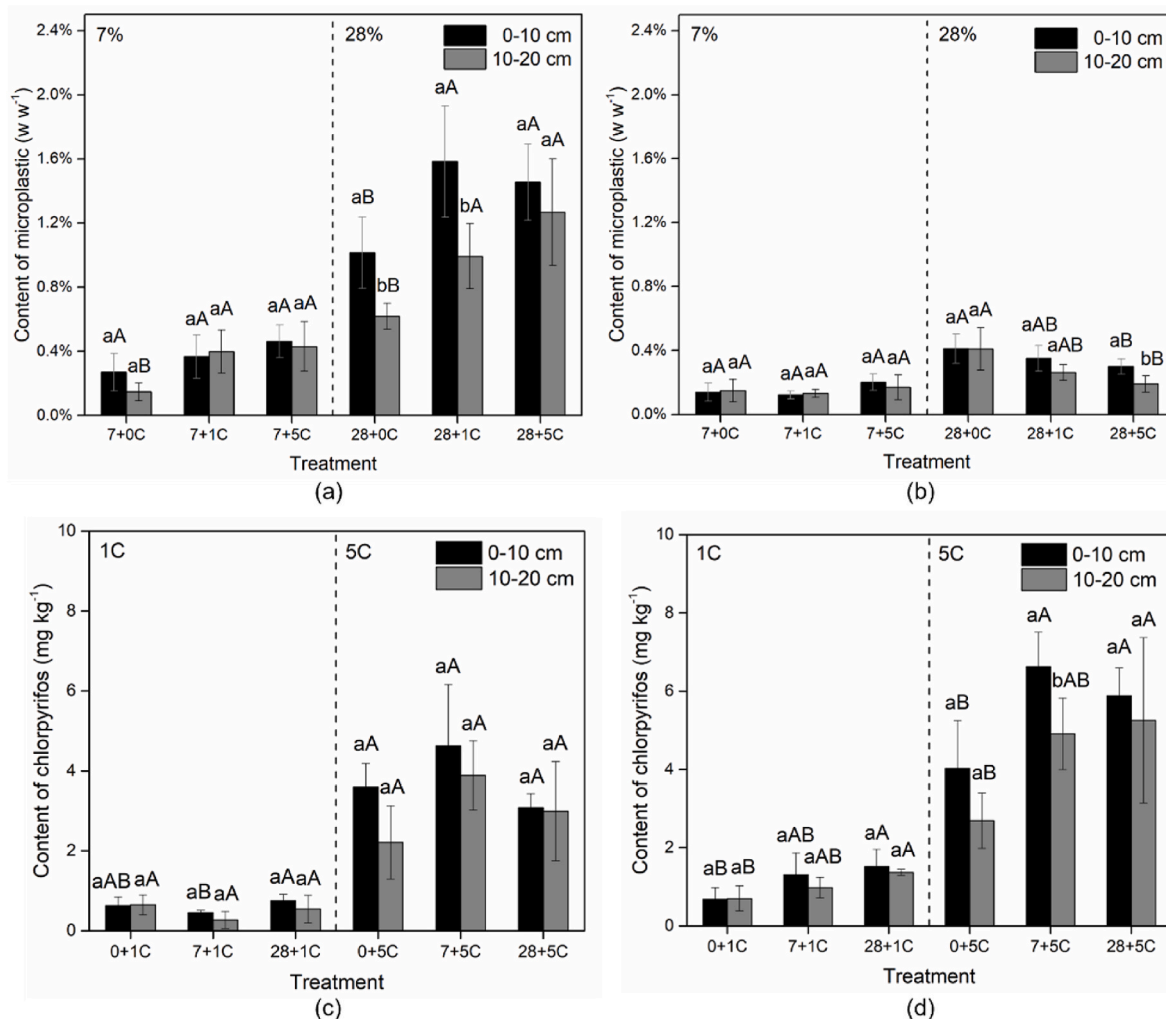 2.4%
2.0%
1.6%
1.2%
0.8%
0.4%
0.0%
Content of microplastic (w w⁻¹)
7%
28%
0-10 cm
10-20 cm
aA
aB
aA aA
aA aA
aB
bB
aA
bA
aA
aA
7+0C 7+1C 7+5C 28+0C 28+1C 28+5C
Treatment
(a)
2.4%
2.0%
1.6%
1.2%
0.8%
0.4%
0.0%
Content of microplastic (w w⁻¹)
7%
28%
0-10 cm
10-20 cm
aA aA
aA aA
aA aA
aA aA
aAB
aAB
aB
bB
7+0C 7+1C 7+5C 28+0C 28+1C 28+5C
Treatment
(b)
10
8
6
4
2
0
Content of chlorpyrifos (mg kg⁻¹)
1C
5C
0-10 cm
10-20 cm
aAB aA
aB aA
aA aA
aA
aA
aA
aA
aA
aA
0+1C 7+1C 28+1C 0+5C 7+5C 28+5C
Treatment
(c)
10
8
6
4
2
0
Content of chlorpyrifos (mg kg⁻¹)
1C
5C
0-10 cm
10-20 cm
aB aB
aAB
aAB
aA
aA
aB
aB
aA
bAB
aA
aA
0+1C 7+1C 28+1C 0+5C 7+5C 28+5C
Treatment
(d)